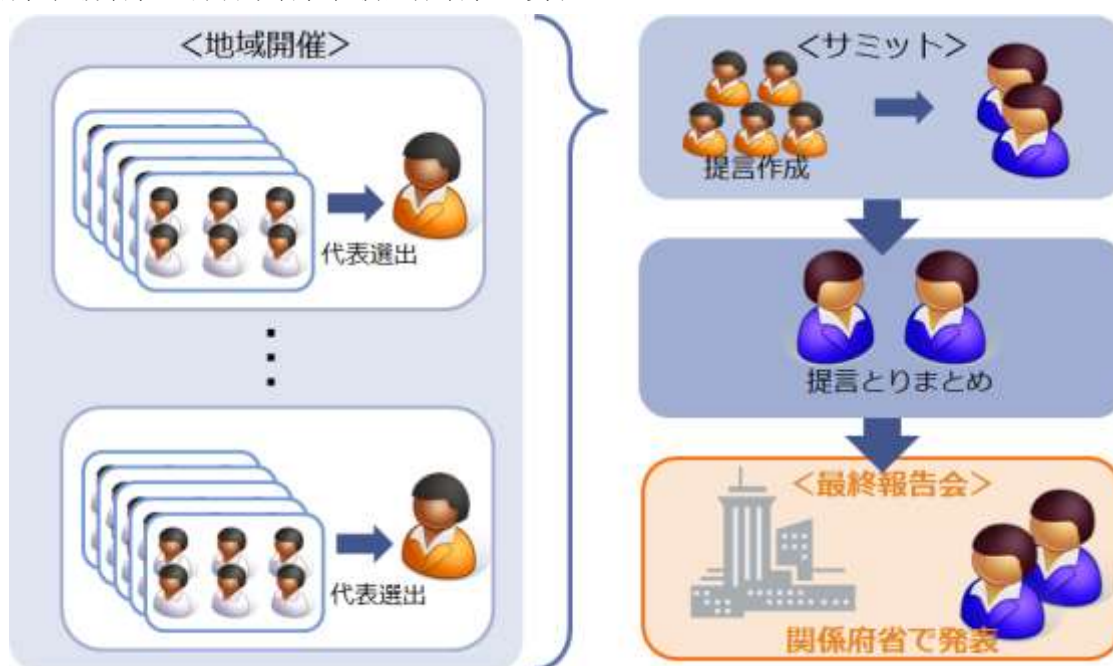 ＜地域開催＞
代表選出
代表選出
＜サミット＞
提言作成
提言とりまとめ
＜最終報告会＞
関係府省で発表